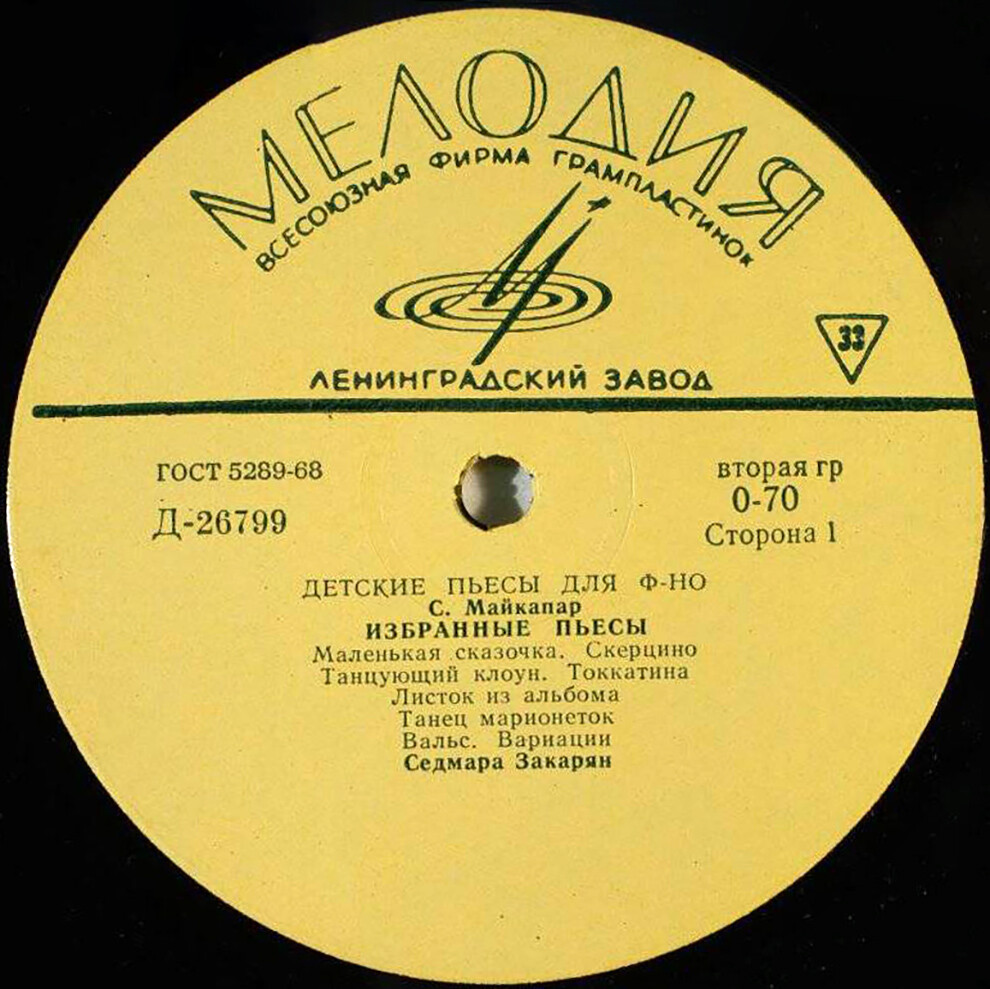 МЕЛОДИЯ
ВСЕСОЮЗНАЯ ФИРМА ГРАМПЛАСТИНОК
33
ЛЕНИНГРАДСКИЙ ЗАВОД
ГОСТ 5289-68
Д-26799
вторая гр
0-70
Сторона 1
ДЕТСКИЕ ПЬЕСЫ ДЛЯ Ф-НО
С. Майкапар
ИЗБРАННЫЕ ПЬЕСЫ
Маленькая сказочка. Скерцино
Танцующий клоун. Токкатина
Листок из альбома
Танец марионеток
Вальс. Вариации
Седмара Закарян